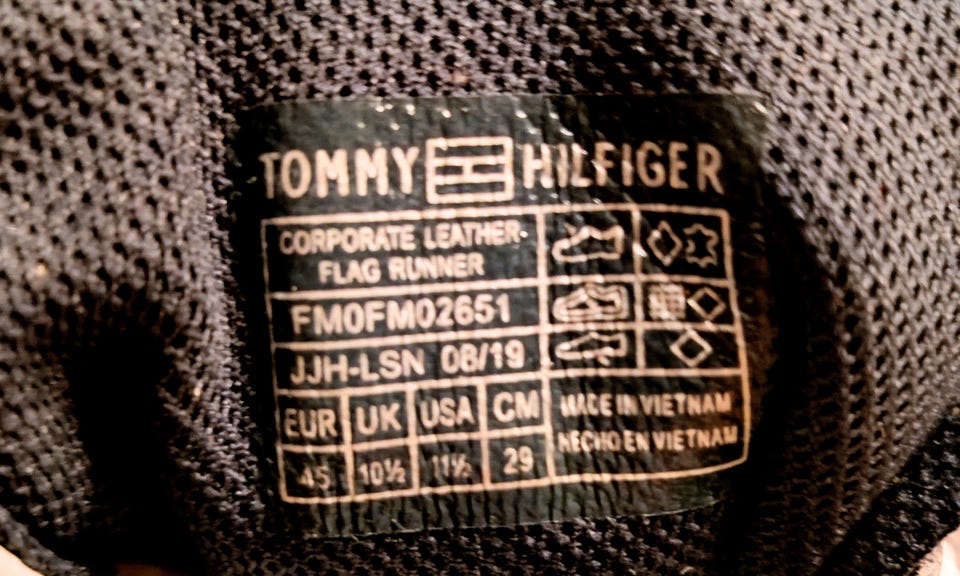 TOMMY HILFIGER
CORPORATE LEATHER
FLAG RUNNER
FM0FM02651
JJH-LSN 08/19
EUR UK USA CM
45 10½ 11½ 29
MADE IN VIETNAM
HECHO EN VIETNAM